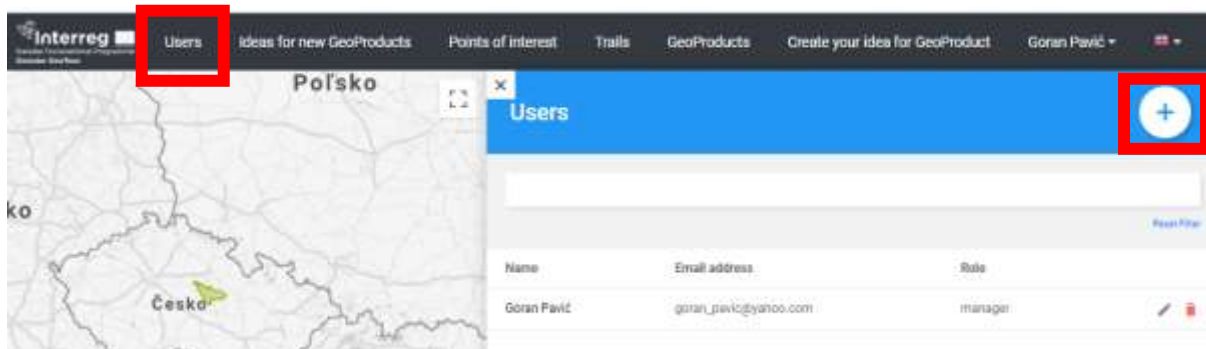 Interreg
Users
Ideas for new GeoProducts
Points of interest
Trails
GeoProducts
Create your idea for GeoProduct
Goran Pavić
Poľsko
Users
ko
Česko
Reset Filter
Name
Email address
Role
Goran Pavić
goran_pavic@yahoo.com
manager